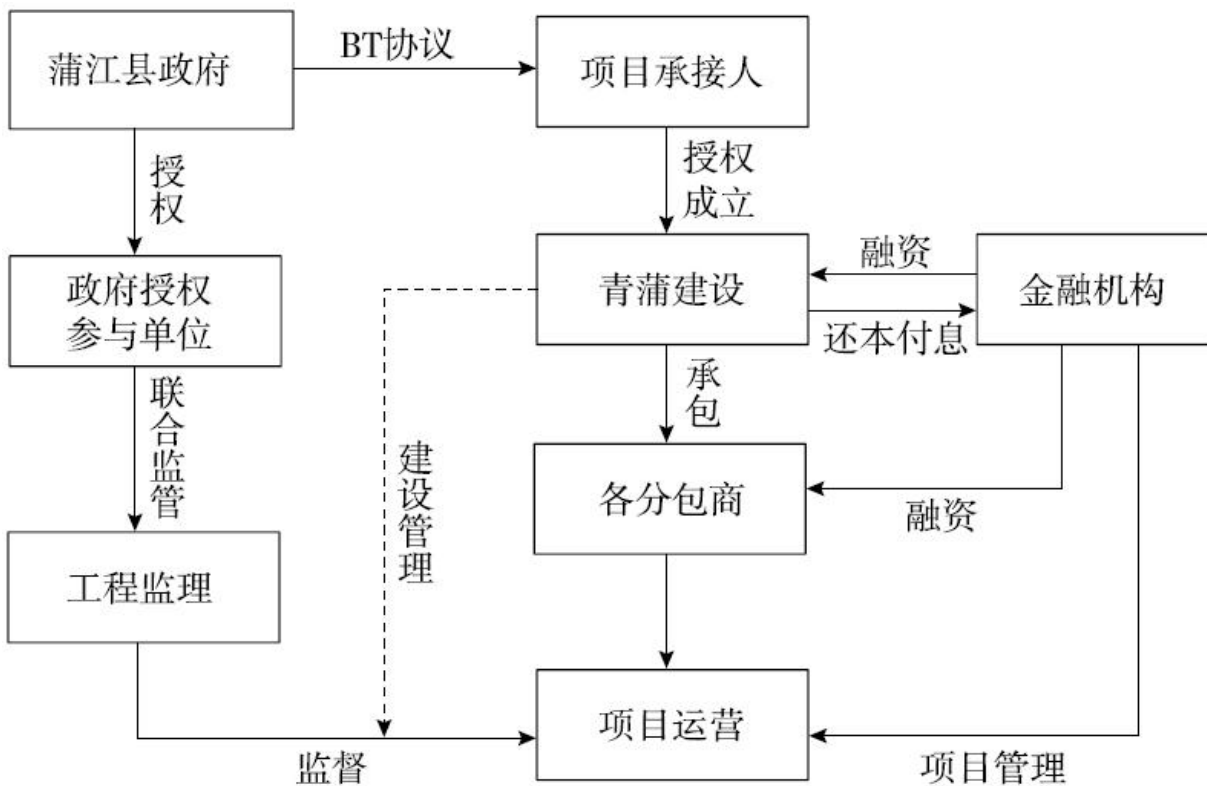 蒲江县政府
BT协议
项目承接人
授权
授权
成立
政府授权
参与单位
青蒲建设
融资
还本付息
金融机构
联合监管
承包
建设管理
各分包商
融资
工程监理
项目运营
监督
项目管理